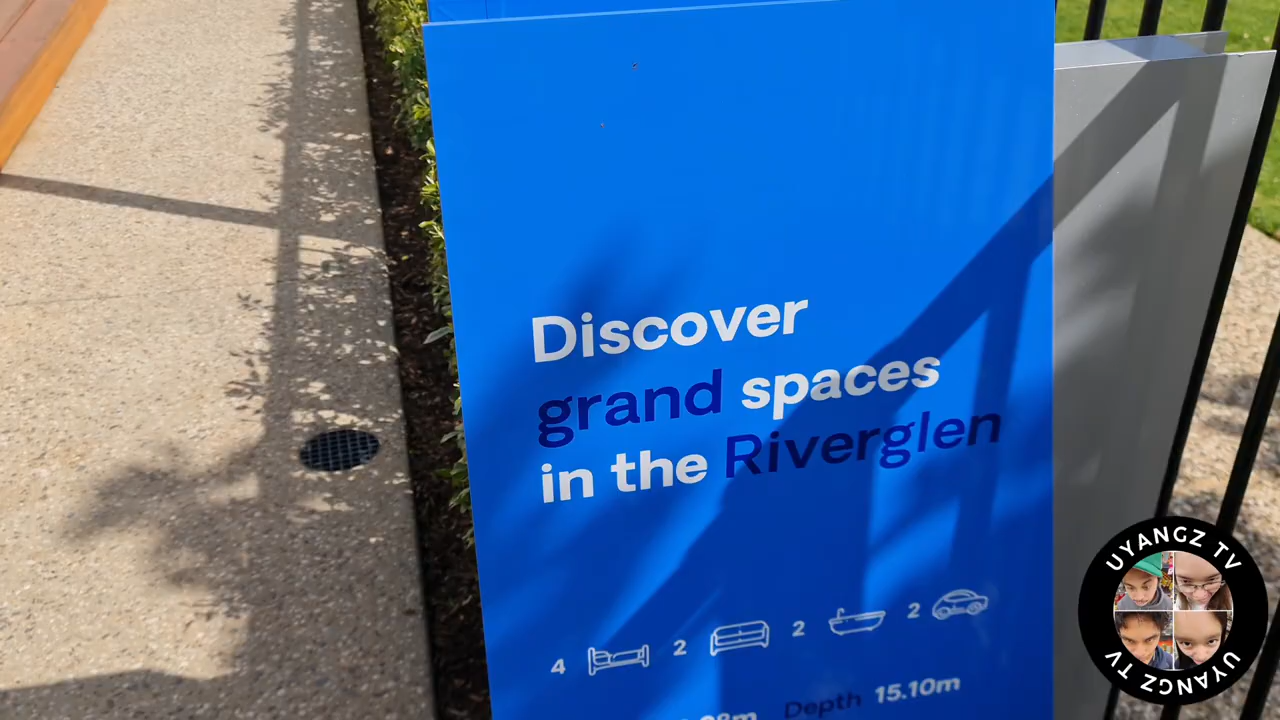 Discover
grand spaces
in the Riverglen
4 2 2 2
Depth 15.10m
UYANGZ TV
UYANGZ TV